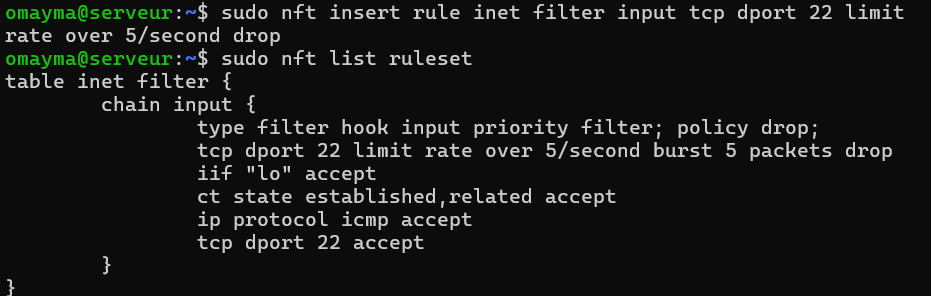 omayma@serveur:~$ sudo nft insert rule inet filter input tcp dport 22 limit
rate over 5/second drop
omayma@serveur:~$ sudo nft list ruleset
table inet filter {
        chain input {
                type filter hook input priority filter; policy drop;
                tcp dport 22 limit rate over 5/second burst 5 packets drop
                iif "lo" accept
                ct state established,related accept
                ip protocol icmp accept
                tcp dport 22 accept
        }
}